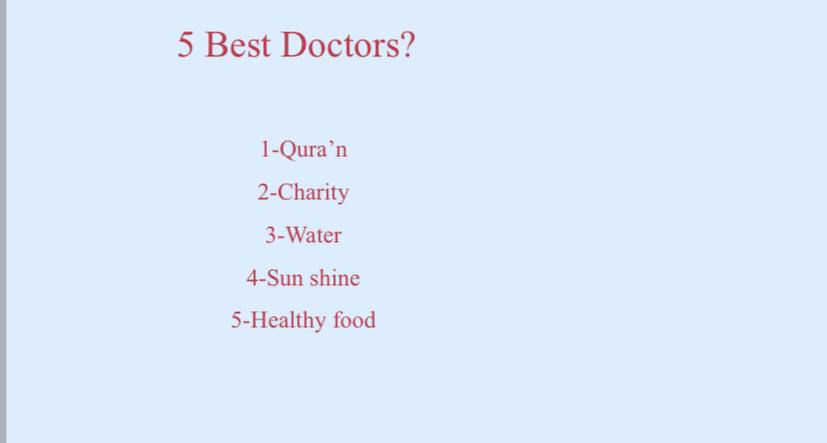 5 Best Doctors?
1-Qura’n
2-Charity
3-Water
4-Sun shine
5-Healthy food